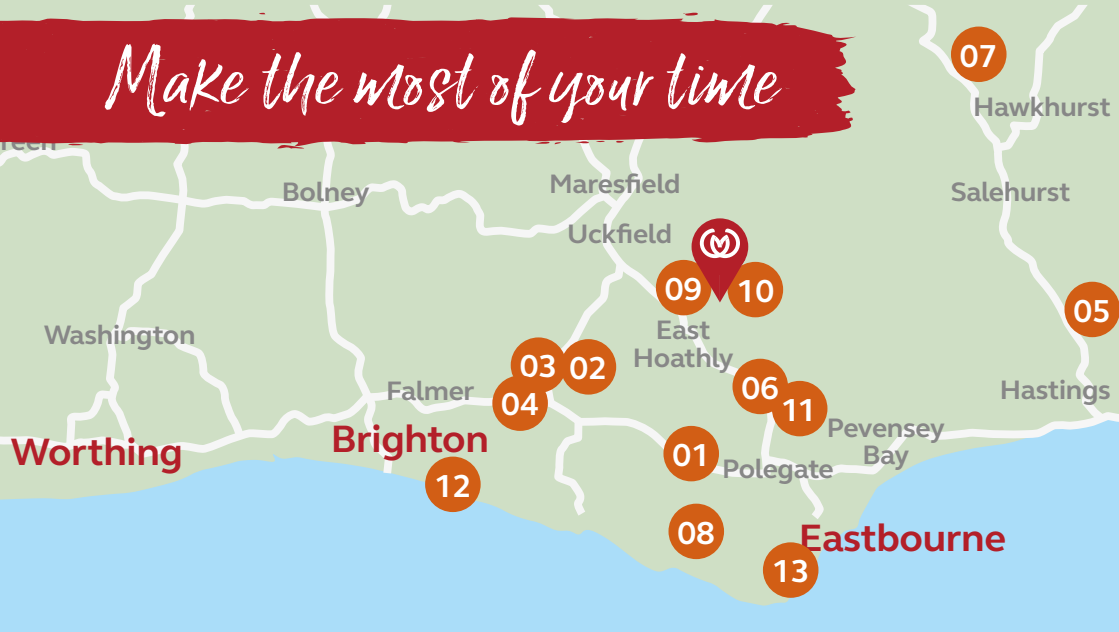 Make the most of your time
07
Hawkhurst
Bolney
Maresfield
Salehurst
Uckfield
09
10
05
Washington
East
Hoathly
03
02
06
Falmer
04
11
Hastings
Worthing
Brighton
Pevensey
Bay
01
Polegate
12
08
Eastbourne
13